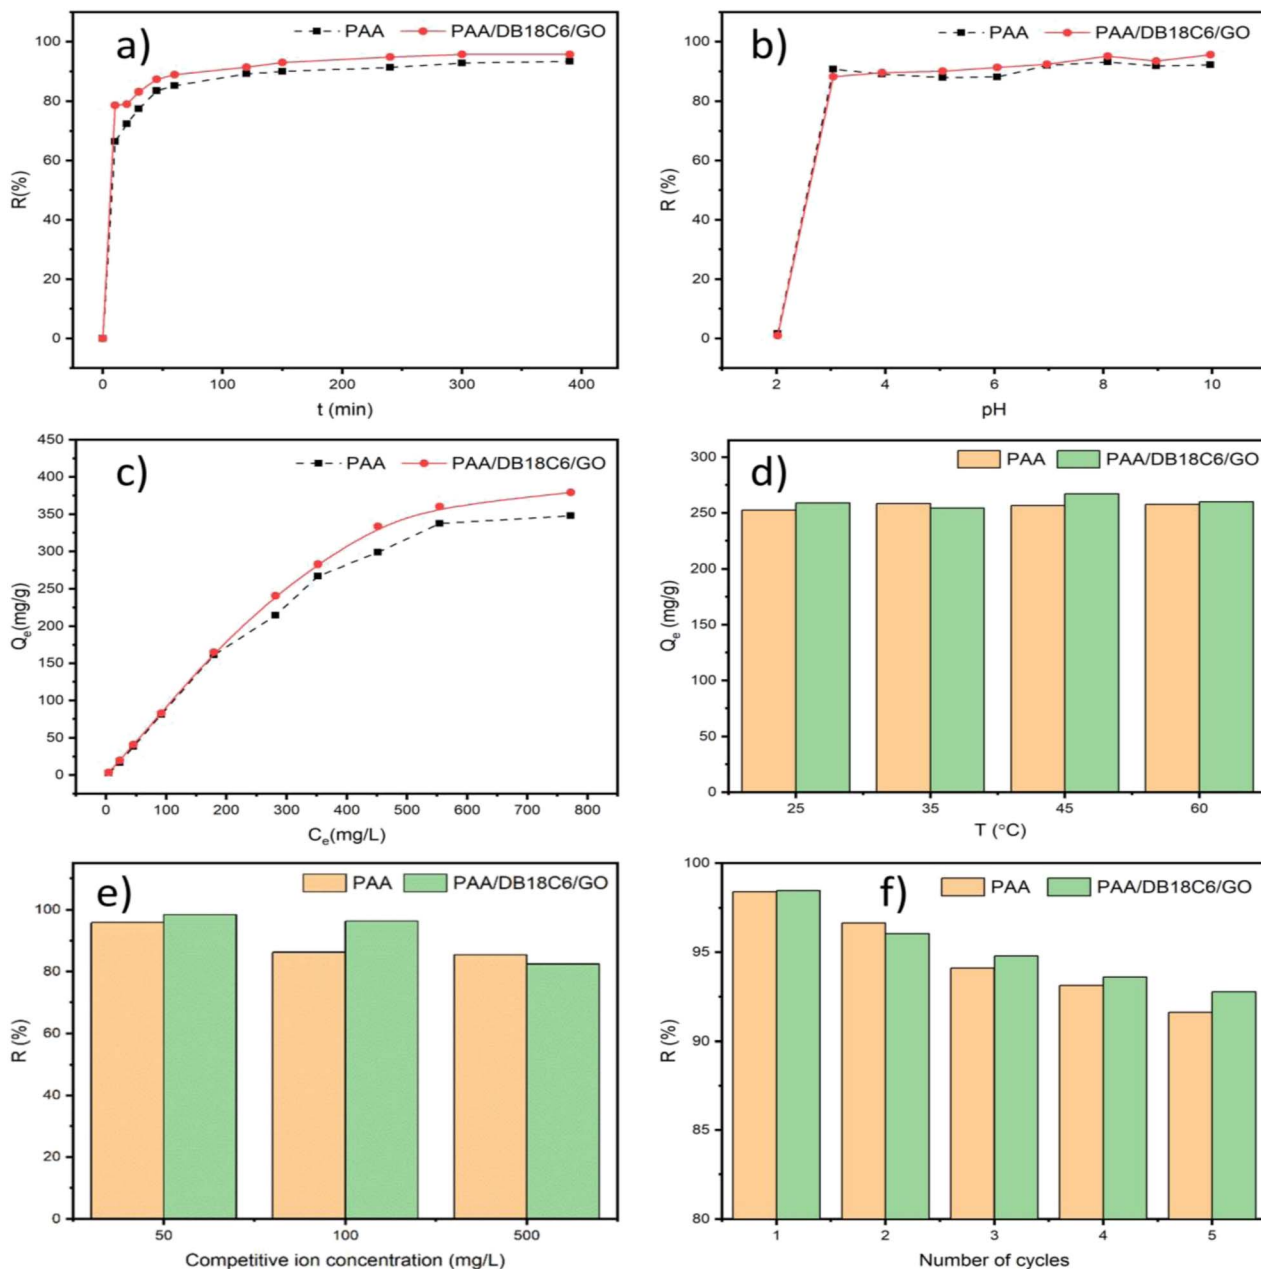 a)
PAA
PAA/DB18C6/GO
100
80
60
40
20
0
R(%)
0
100
200
300
400
t (min)
b)
PAA
PAA/DB18C6/GO
100
80
60
40
20
0
R (%)
2
4
6
8
10
pH
c)
PAA
PAA/DB18C6/GO
450
400
350
300
250
200
150
100
50
0
Qe(mg/g)
0
100
200
300
400
500
600
700
800
Ce(mg/L)
d)
PAA
PAA/DB18C6/GO
300
250
200
150
100
50
0
Qe (mg/g)
25
35
45
60
T (°C)
e)
PAA
PAA/DB18C6/GO
100
80
60
40
20
0
R (%)
50
100
500
Competitive ion concentration (mg/L)
f)
PAA
PAA/DB18C6/GO
100
95
90
85
80
R (%)
1
2
3
4
5
Number of cycles